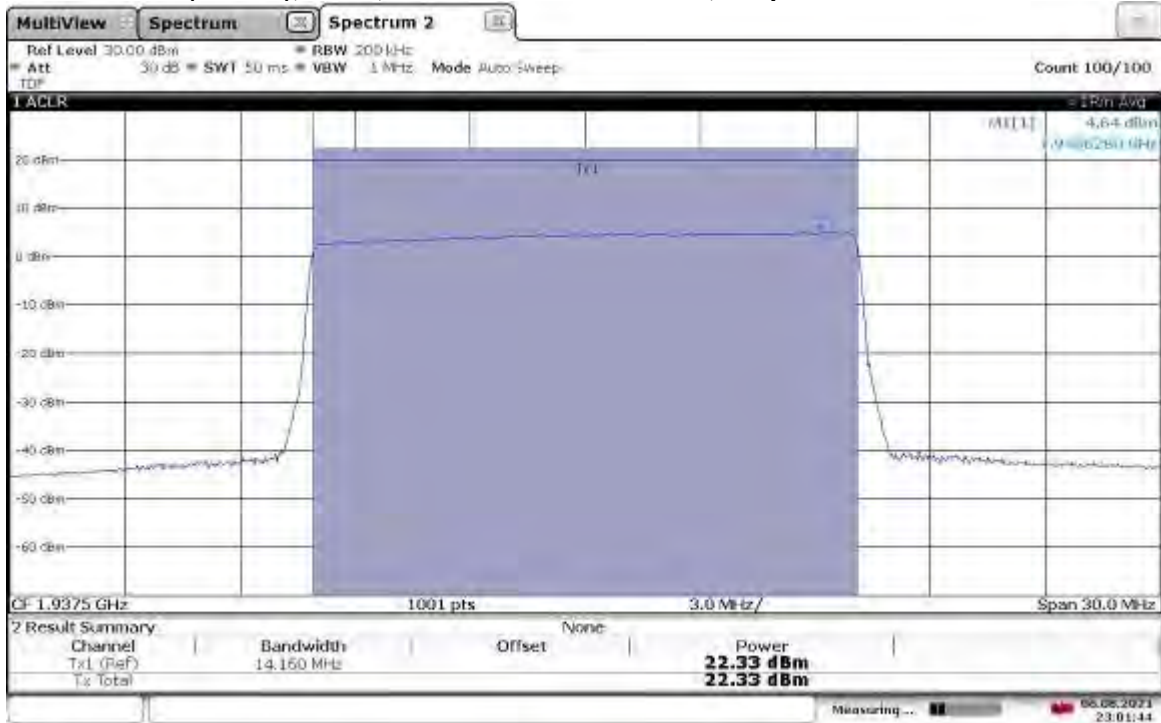 MultiView Spectrum Spectrum 2
Ref Level 30.00 dBm RBW 200 kHz
Att 30 dB SWT 50 ms VBW 1 MHz Mode Auto Sweep Count 100/100
TDF
1 ACLR 1Rm Avg
M1[1] 4.64 dBm
GHz
20 dBm
Tx1
10 dBm
0 dBm
-10 dBm
-20 dBm
-30 dBm
-40 dBm
-50 dBm
-60 dBm
CF 1.9375 GHz 1001 pts 3.0 MHz/ Span 30.0 MHz
2 Result Summary None
Channel Bandwidth Offset Power
Tx1 (Ref) 14.160 MHz 22.33 dBm
Tx Total 22.33 dBm
Measuring... 06.08.2021
23:01:44